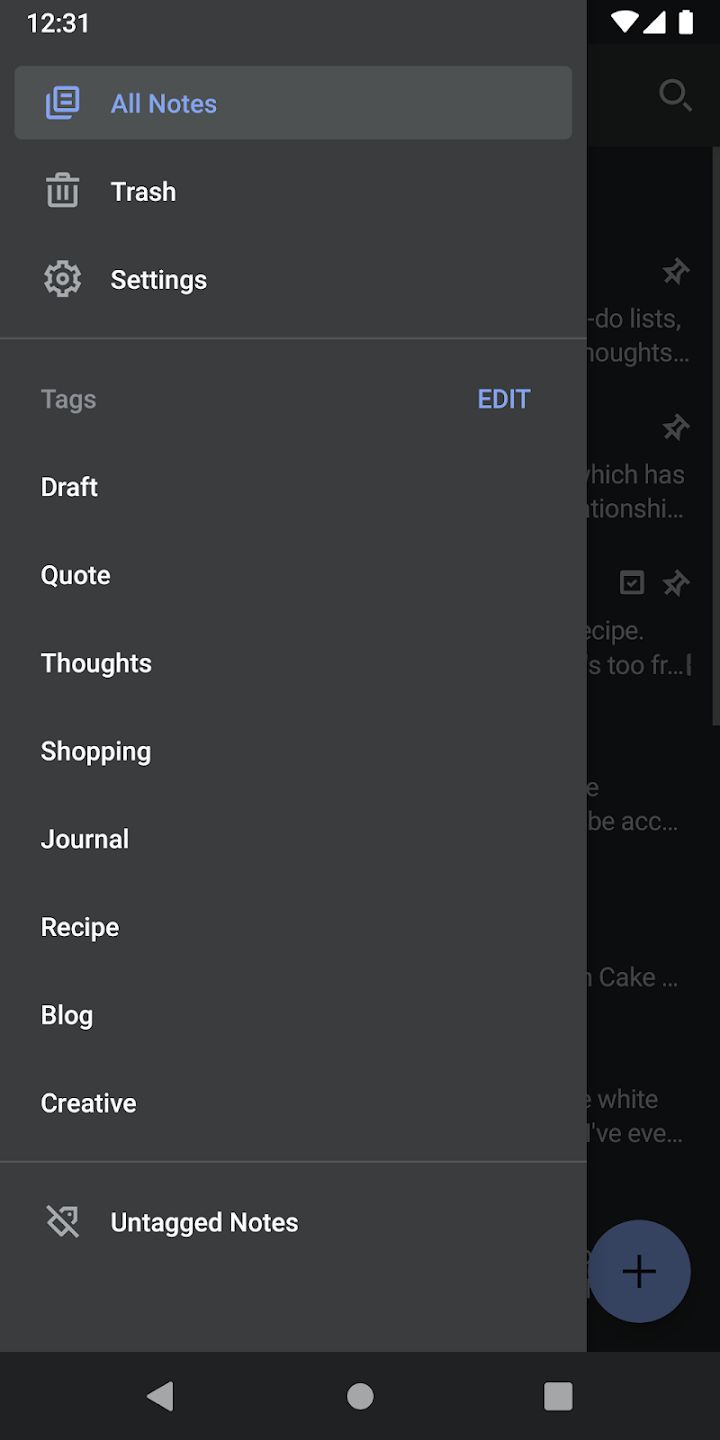 12:31
All Notes
Trash
Settings
-do lists,
houghts...
Tags
EDIT
which has
Draft
ationshi...
Quote
ecipe.
's too fr...
Thoughts
Shopping
e
be acc...
Journal
Recipe
n Cake ...
Blog
Creative
e white
I've eve...
Untagged Notes